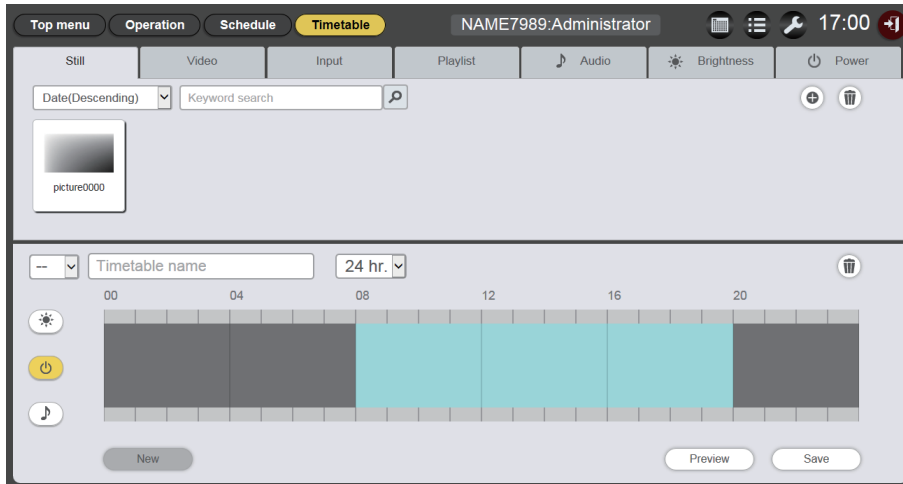 Top menu Operation Schedule Timetable NAME7989:Administrator 17:00
Still Video Input Playlist Audio Brightness Power
Date(Descending) Keyword search
picture0000
-- Timetable name 24 hr.
00 04 08 12 16 20
New Preview Save